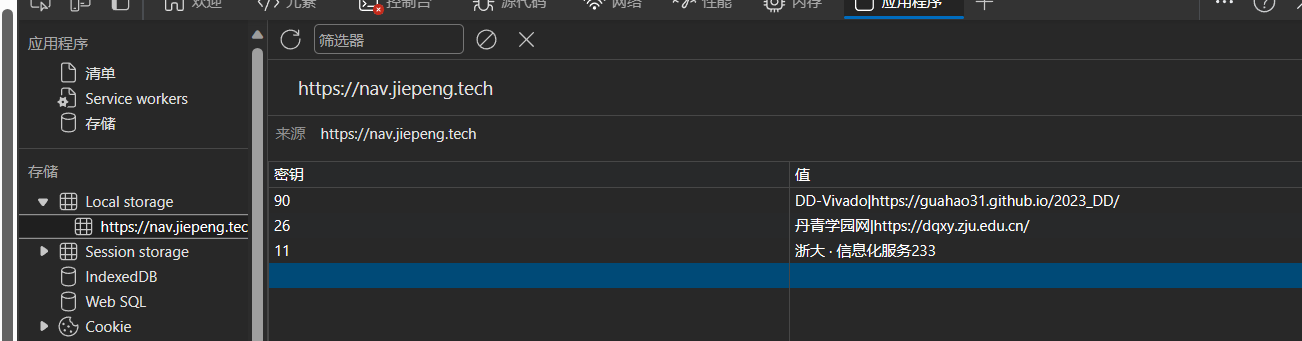 欢迎 元素 控制台 源代码 网络 性能 内存 应用程序
筛选器
应用程序
清单
Service workers
存储
https://nav.jiepeng.tech
来源 https://nav.jiepeng.tech
存储
Local storage
https://nav.jiepeng.tec
Session storage
IndexedDB
Web SQL
Cookie
密钥 值
90 DD-Vivado|https://guahao31.github.io/2023_DD/
26 丹青学园网|https://dqxy.zju.edu.cn/
11 浙大 · 信息化服务233